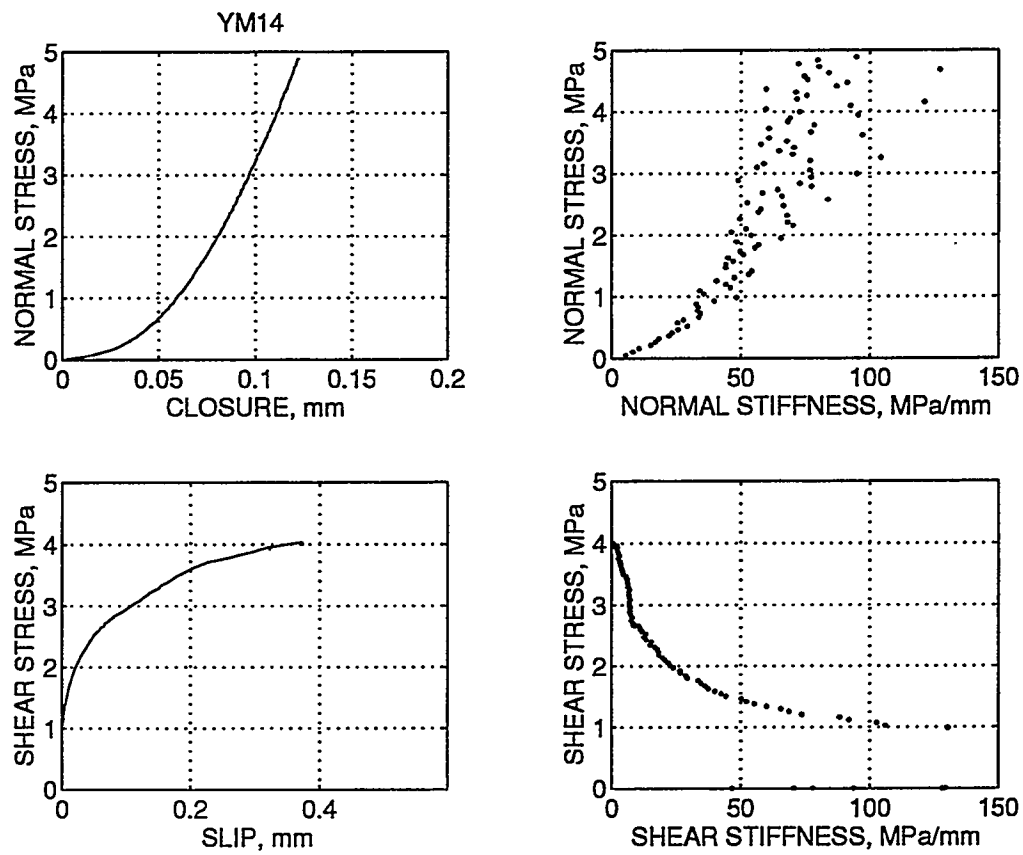 YM14
NORMAL STRESS, MPa
5
4
3
2
1
0
0 0.05 0.1 0.15 0.2
CLOSURE, mm
NORMAL STRESS, MPa
5
4
3
2
1
0
0 50 100 150
NORMAL STIFFNESS, MPa/mm
SHEAR STRESS, MPa
5
4
3
2
1
0
0 0.2 0.4
SLIP, mm
SHEAR STRESS, MPa
5
4
3
2
1
0
0 50 100 150
SHEAR STIFFNESS, MPa/mm